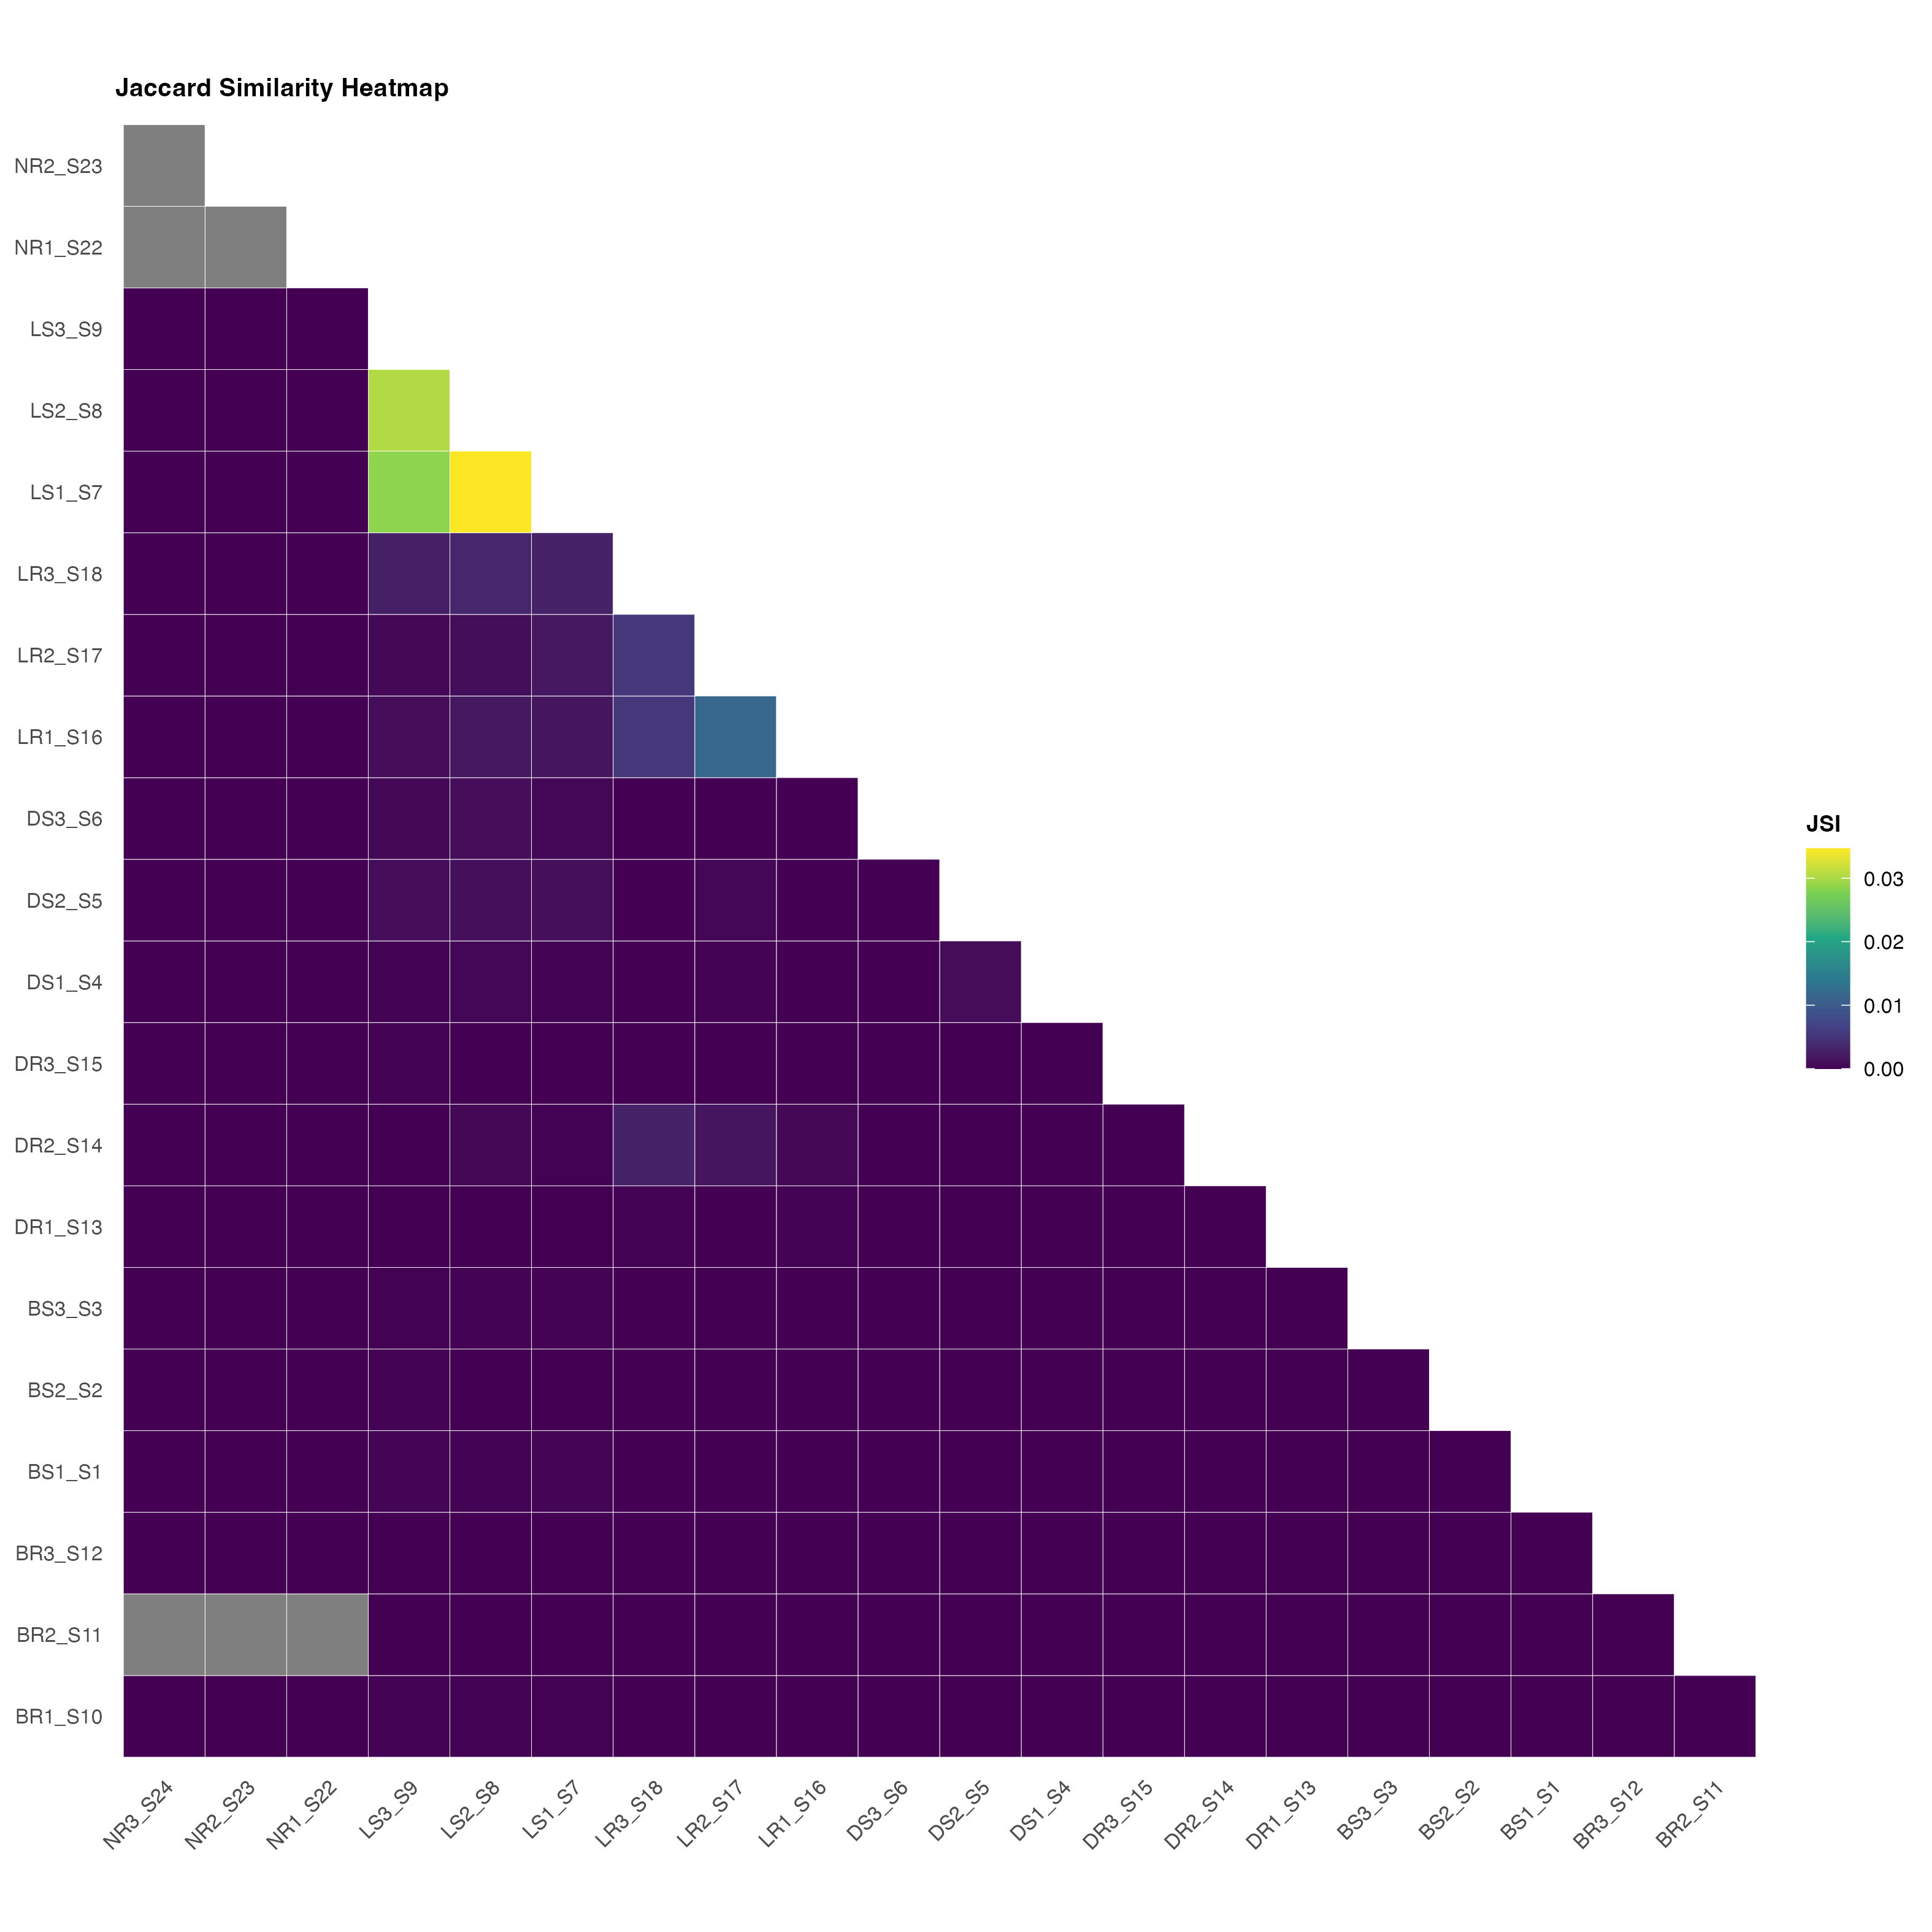 Jaccard Similarity Heatmap
NR2_S23
NR1_S22
LS3_S9
LS2_S8
LS1_S7
LR3_S18
LR2_S17
LR1_S16
DS3_S6
DS2_S5
DS1_S4
DR3_S15
DR2_S14
DR1_S13
BS3_S3
BS2_S2
BS1_S1
BR3_S12
BR2_S11
BR1_S10
NR3_S24
NR2_S23
NR1_S22
LS3_S9
LS2_S8
LS1_S7
LR3_S18
LR2_S17
LR1_S16
DS3_S6
DS2_S5
DS1_S4
DR3_S15
DR2_S14
DR1_S13
BS3_S3
BS2_S2
BS1_S1
BR3_S12
BR2_S11
JSI
0.03
0.02
0.01
0.00